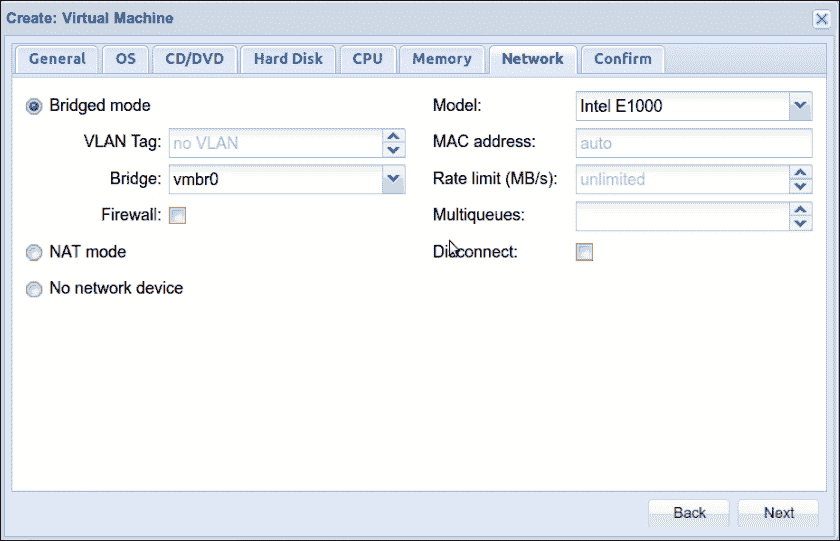 Create: Virtual Machine
General OS CD/DVD Hard Disk CPU Memory Network Confirm
Bridged mode
VLAN Tag: no VLAN
Bridge: vmbr0
Firewall:
NAT mode
No network device
Model: Intel E1000
MAC address: auto
Rate limit (MB/s): unlimited
Multiqueues:
Disconnect:
Back Next